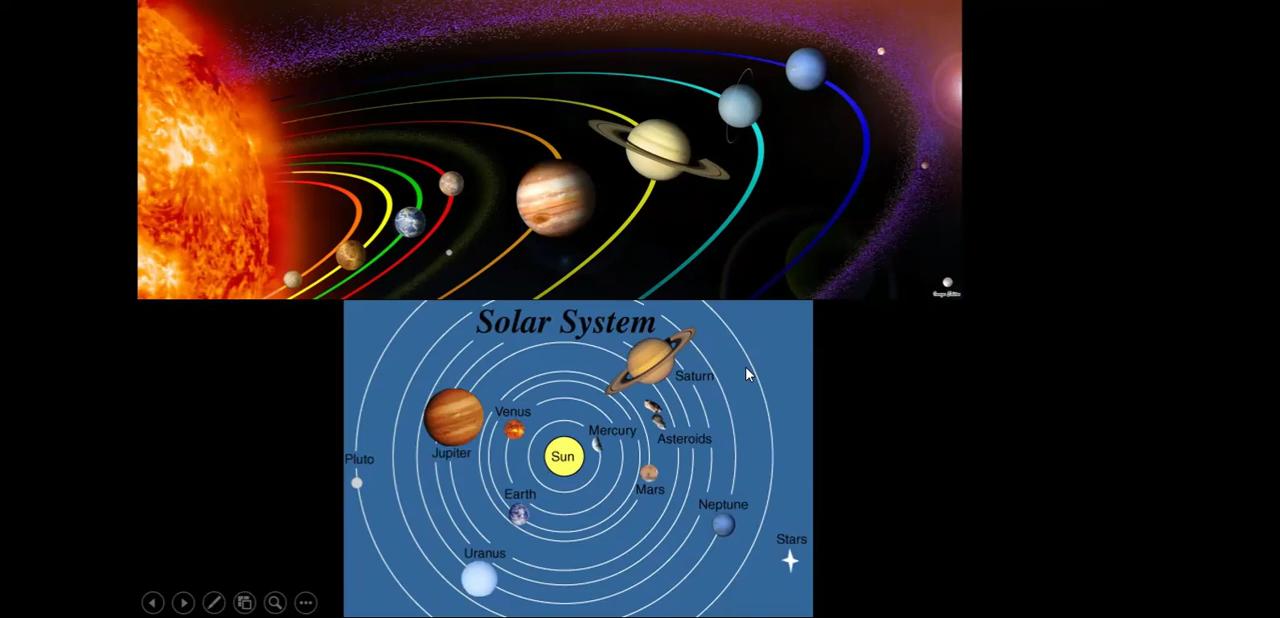 Solar System
Saturn
Venus
Mercury
Asteroids
Jupiter
Sun
Pluto
Mars
Earth
Neptune
Stars
Uranus